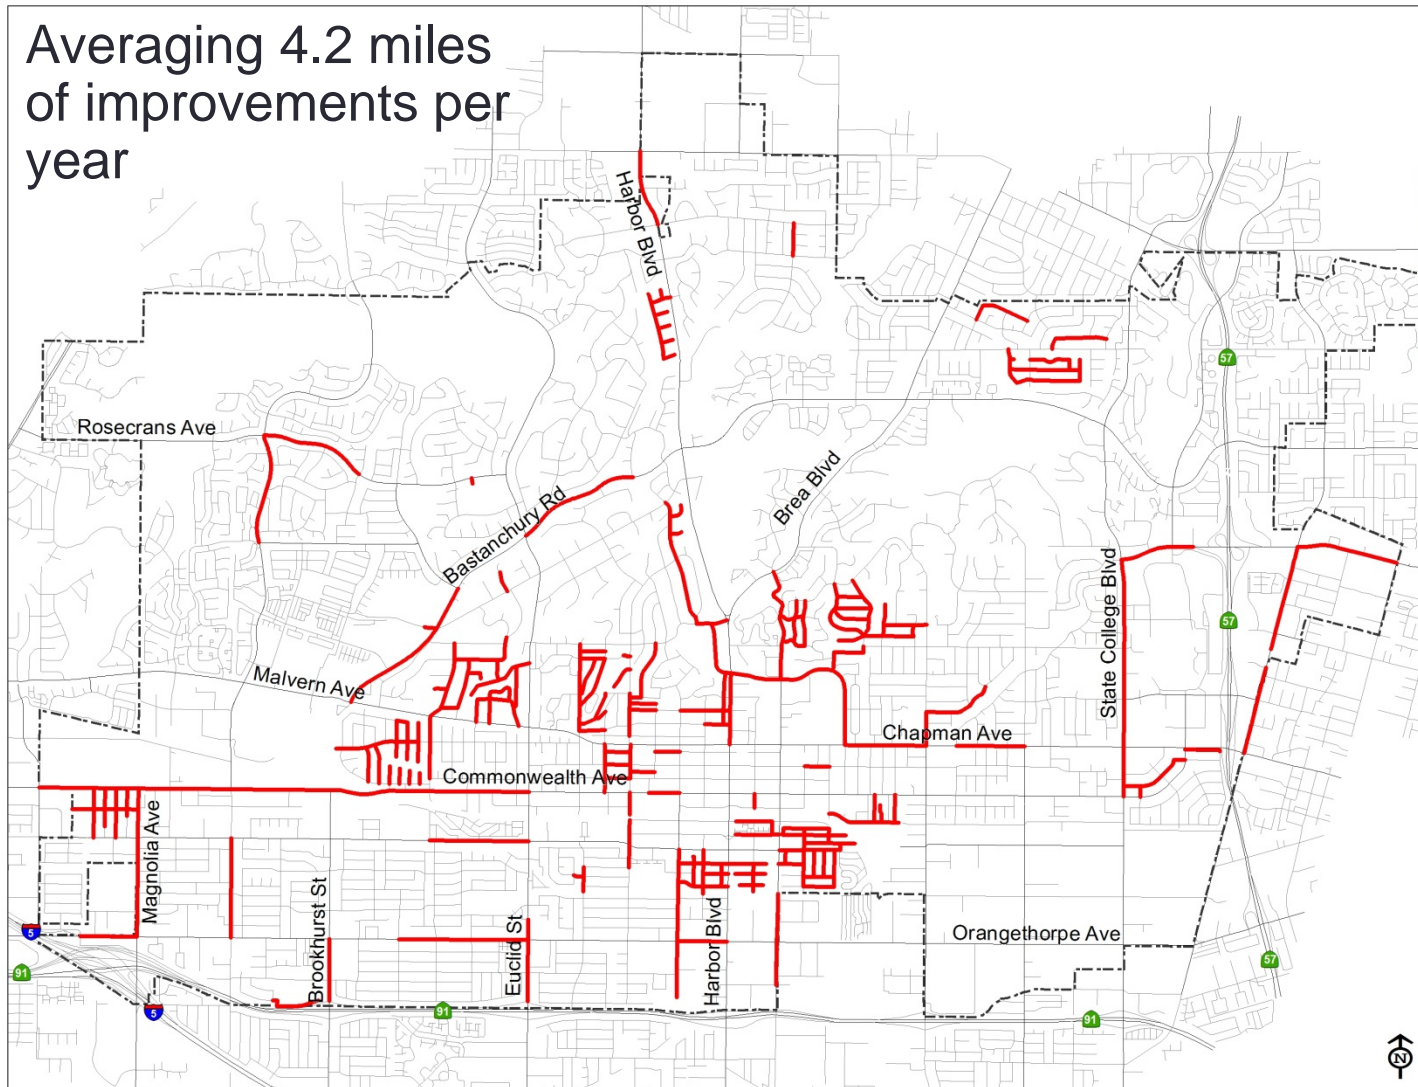 Averaging 4.2 miles
of improvements per
year
Harbor Blvd
57
Rosecrans Ave
Brea Blvd
Bastanchury Rd
State College Blvd
57
Malvern Ave
Chapman Ave
Commonwealth Ave
Magnolia Ave
Brookhurst St
Euclid St
Harbor Blvd
Orangethorpe Ave
5
91
57
5
91
91
N